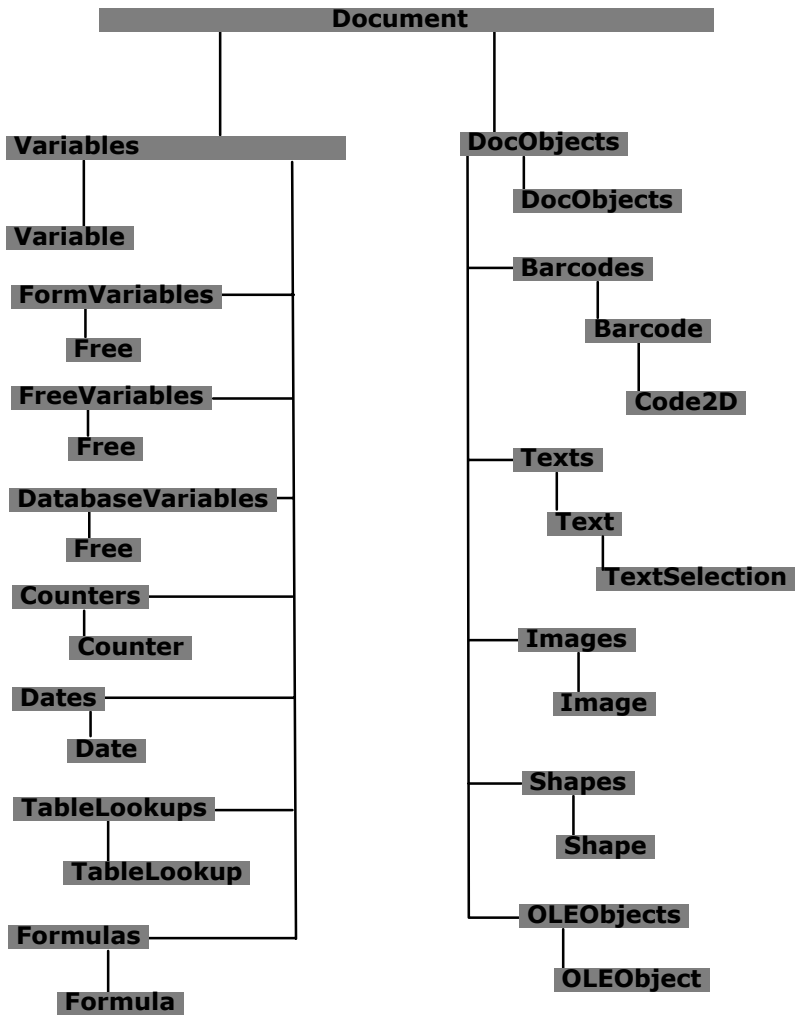 Document
Variables
Variable
FormVariables
Free
FreeVariables
Free
DatabaseVariables
Free
Counters
Counter
Dates
Date
TableLookups
TableLookup
Formulas
Formula
DocObjects
DocObjects
Barcodes
Barcode
Code2D
Texts
Text
TextSelection
Images
Image
Shapes
Shape
OLEObjects
OLEObject